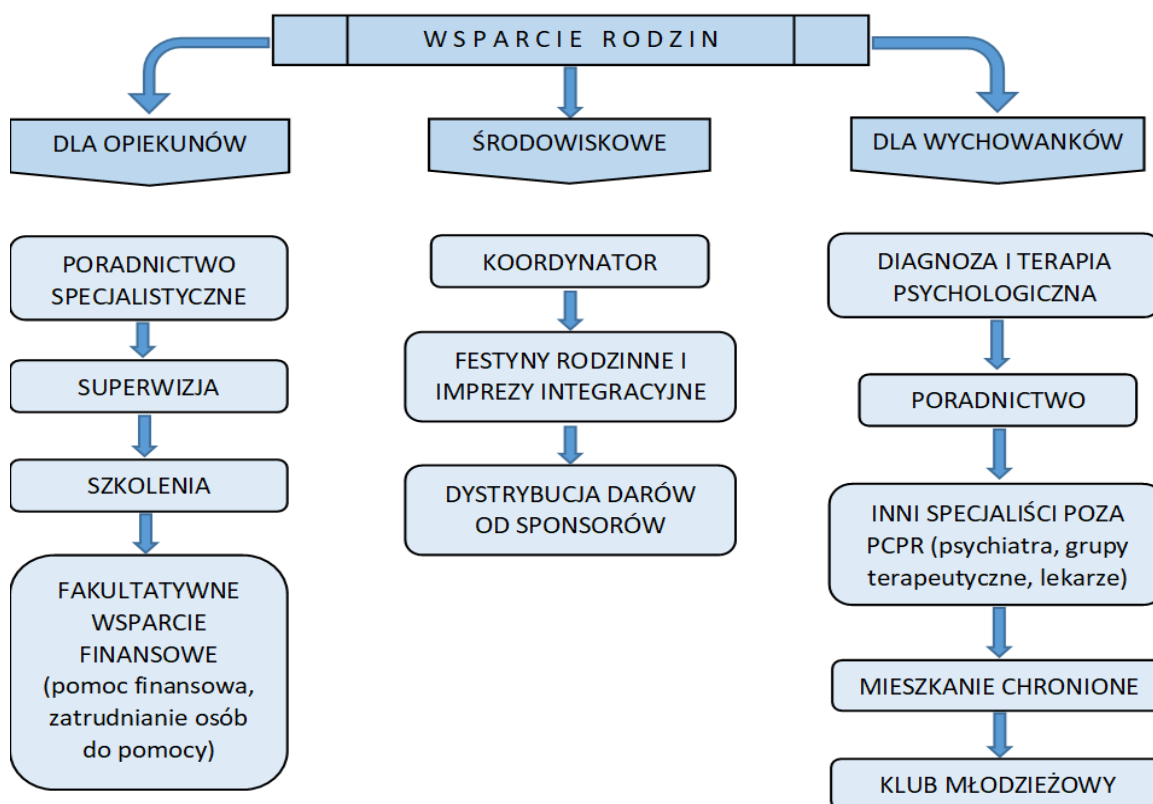 WSPARCIE RODZIN
DLA OPIEKUNÓW
ŚRODOWISKOWE
DLA WYCHOWANKÓW
PORADNICTWO
SPECJALISTYCZNE
SUPERWIZJA
SZKOLENIA
FAKULTATYWNE
WSPARCIE
FINANSOWE
(pomoc finansowa,
zatrudnianie osób
do pomocy)
KOORDYNATOR
FESTYNY RODZINNE I
IMPREZY INTEGRACYJNE
DYSTRYBUCJA DARÓW
OD SPONSORÓW
DIAGNOZA I TERAPIA
PSYCHOLOGICZNA
PORADNICTWO
INNI SPECJALIŚCI POZA
PCPR (psychiatra, grupy
terapeutyczne, lekarze)
MIESZKANIE CHRONIONE
KLUB MŁODZIEŻOWY